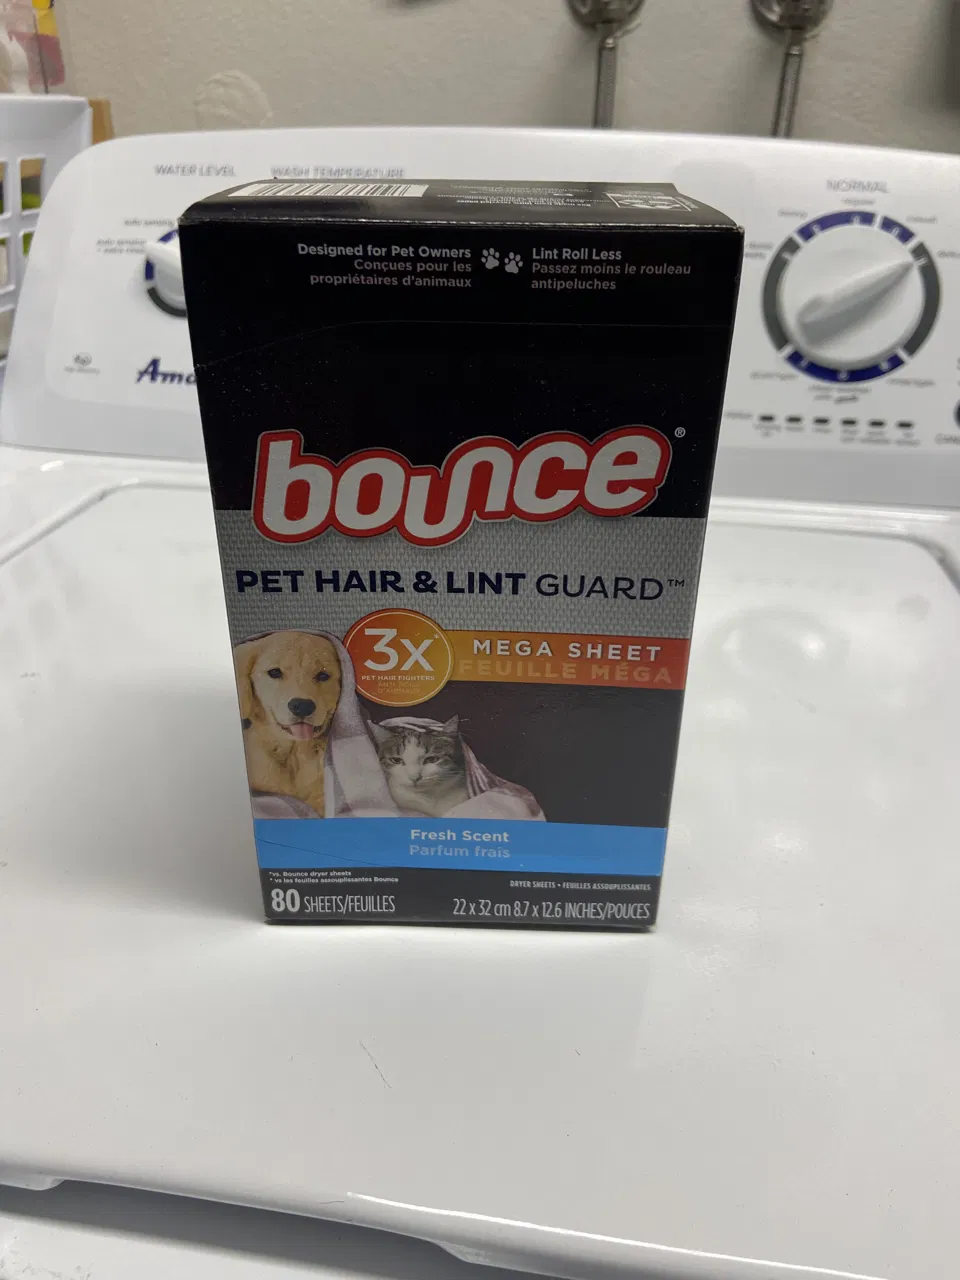 WATER LEVEL
WASH TEMPERATURE
NORMAL
Ama
Designed for Pet Owners
Conçues pour les
propriétaires d'animaux
Lint Roll Less
Passez moins le rouleau
antipeluches
bounce®
PET HAIR & LINT GUARD™
3x*
PET HAIR FIGHTERS
MEGA SHEET
FEUILLE MÉGA
Fresh Scent
Parfum frais
*vs. Bounce dryer sheets
* vs les feuilles assouplissantes Bounce
80 SHEETS/FEUILLES
DRYER SHEETS • FEUILLES ASSOUPLISSANTES
22 x 32 cm 8.7 x 12.6 INCHES/POUCES